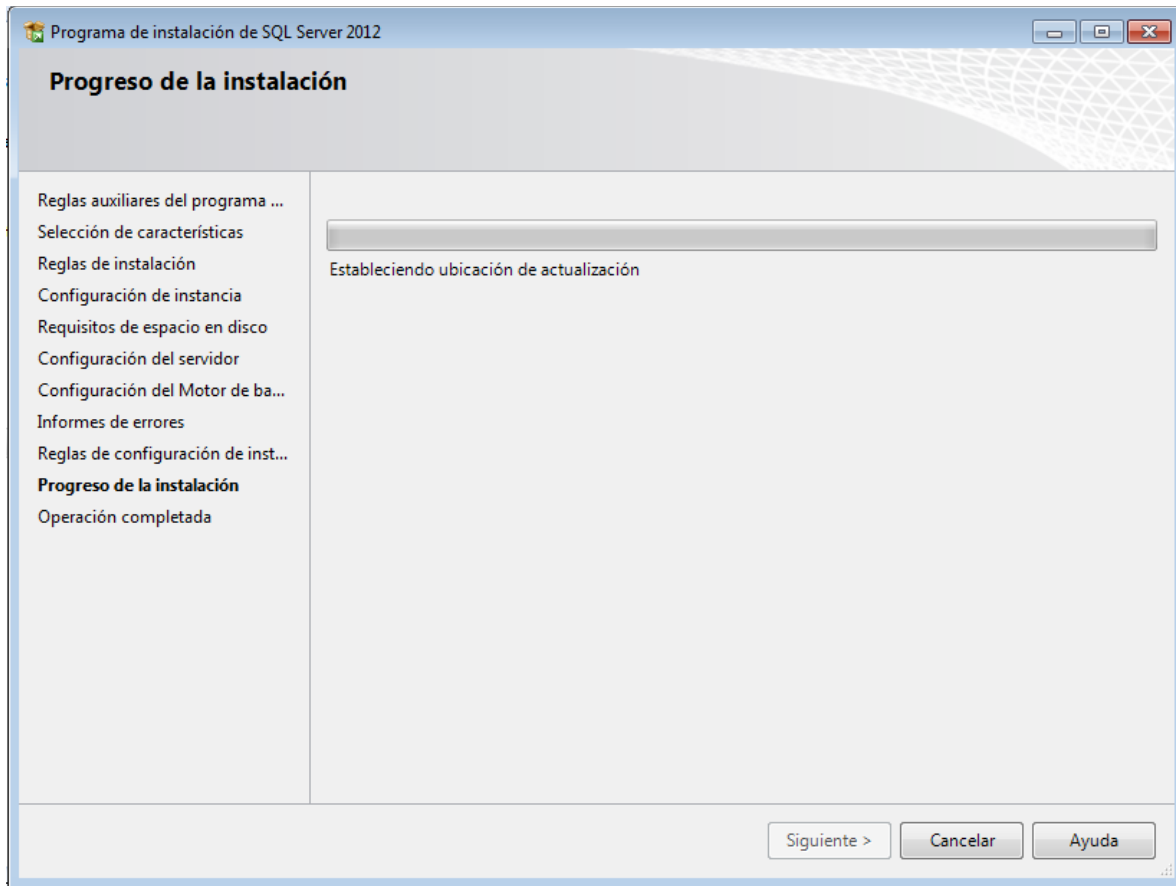 Programa de instalación de SQL Server 2012
Progreso de la instalación
Reglas auxiliares del programa ...
Selección de características
Reglas de instalación
Configuración de instancia
Requisitos de espacio en disco
Configuración del servidor
Configuración del Motor de ba...
Informes de errores
Reglas de configuración de inst...
Progreso de la instalación
Operación completada
Estableciendo ubicación de actualización
Siguiente >
Cancelar
Ayuda